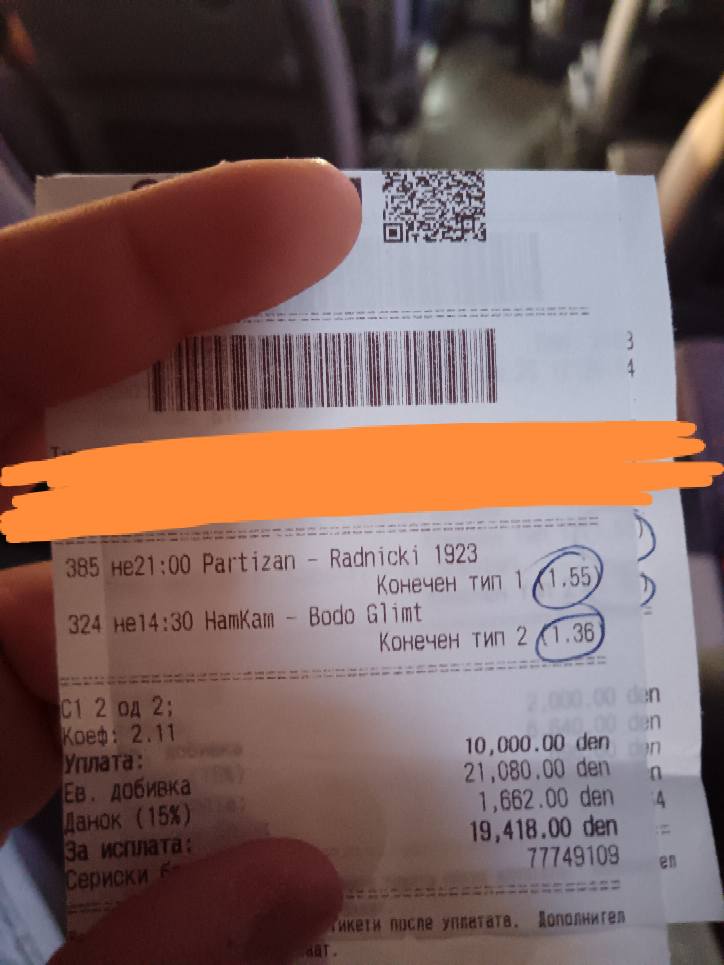 3
4
385 не21:00 Partizan - Radnicki 1923
Конечен тип 1 (1.55)
324 не14:30 HamKam - Bodo Glimt
Конечен тип 2 (1.36)
С1 2 од 2;
Коеф: 2.11
Уплата: 10,000.00 den
Ев. добивка 21,080.00 den
Данок (15%) 1,662.00 den
За исплата: 19,418.00 den
Сериски 77749109
тикети после уплатата. Дополнител